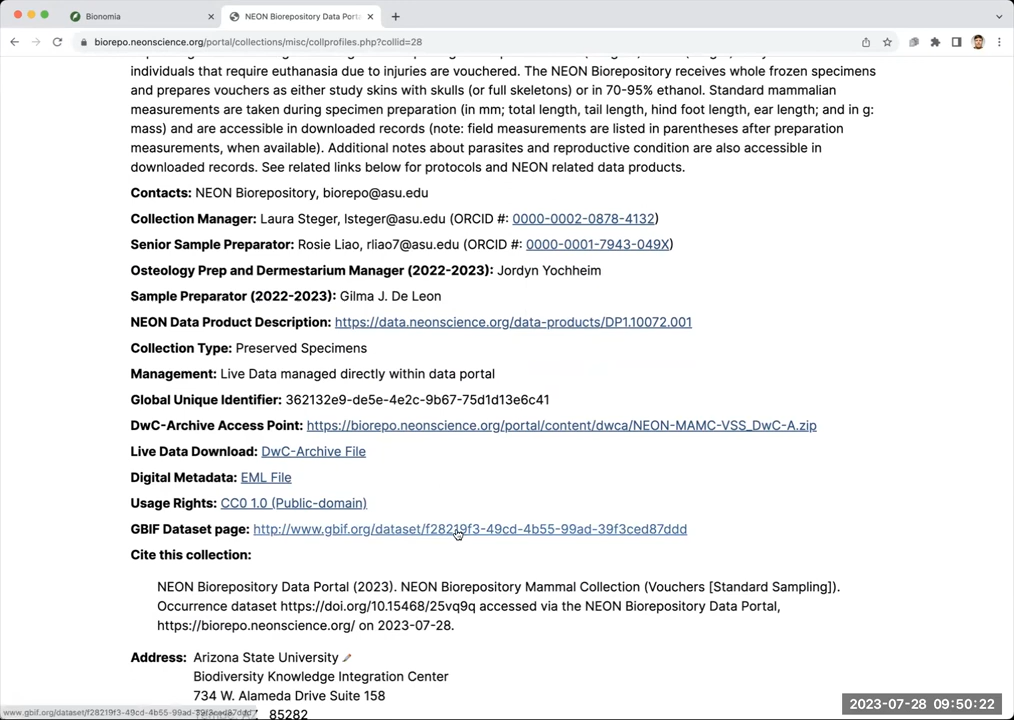 Bionomia
NEON Biorepository Data Porta
biorepo.neonscience.org/portal/collections/misc/collprofiles.php?collid=28
individuals that require euthanasia due to injuries are vouchered. The NEON Biorepository receives whole frozen specimens
and prepares vouchers as either study skins with skulls (or full skeletons) or in 70-95% ethanol. Standard mammalian
measurements are taken during specimen preparation (in mm; total length, tail length, hind foot length, ear length; and in g:
mass) and are accessible in downloaded records (note: field measurements are listed in parentheses after preparation
measurements, when available). Additional notes about parasites and reproductive condition are also accessible in
downloaded records. See related links below for protocols and NEON related data products.
Contacts: NEON Biorepository, biorepo@asu.edu
Collection Manager: Laura Steger, lsteger@asu.edu (ORCID #: 0000-0002-0878-4132)
Senior Sample Preparator: Rosie Liao, rliao7@asu.edu (ORCID #: 0000-0001-7943-049X)
Osteology Prep and Dermestarium Manager (2022-2023): Jordyn Yochheim
Sample Preparator (2022-2023): Gilma J. De Leon
NEON Data Product Description: https://data.neonscience.org/data-products/DP1.10072.001
Collection Type: Preserved Specimens
Management: Live Data managed directly within data portal
Global Unique Identifier: 362132e9-de5e-4e2c-9b67-75d1d13e6c41
DwC-Archive Access Point: https://biorepo.neonscience.org/portal/content/dwca/NEON-MAMC-VSS_DwC-A.zip
Live Data Download: DwC-Archive File
Digital Metadata: EML File
Usage Rights: CC0 1.0 (Public-domain)
GBIF Dataset page: http://www.gbif.org/dataset/f28219f3-49cd-4b55-99ad-39f3ced87ddd
Cite this collection:
NEON Biorepository Data Portal (2023). NEON Biorepository Mammal Collection (Vouchers [Standard Sampling]).
Occurrence dataset https://doi.org/10.15468/25vq9q accessed via the NEON Biorepository Data Portal,
https://biorepo.neonscience.org/ on 2023-07-28.
Address: Arizona State University
Biodiversity Knowledge Integration Center
734 W. Alameda Drive Suite 158
85282
www.gbif.org/dataset/f28219f3-49cd-4b55-99ad-39f3ced87ddd
2023-07-28 09:50:22